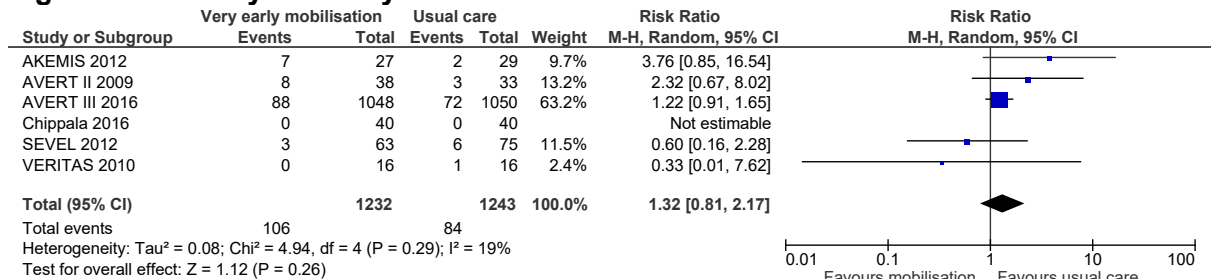 Very early mobilisation Usual care Risk Ratio Risk Ratio
Study or Subgroup Events Total Events Total Weight M-H, Random, 95% CI M-H, Random, 95% CI
AKEMIS 2012 7 27 2 29 9.7% 3.76 [0.85, 16.54]
AVERT II 2009 8 38 3 33 13.2% 2.32 [0.67, 8.02]
AVERT III 2016 88 1048 72 1050 63.2% 1.22 [0.91, 1.65]
Chippala 2016 0 40 0 40 Not estimable
SEVEL 2012 3 63 6 75 11.5% 0.60 [0.16, 2.28]
VERITAS 2010 0 16 1 16 2.4% 0.33 [0.01, 7.62]
Total (95% CI) 1232 1243 100.0% 1.32 [0.81, 2.17]
Total events 106 84
Heterogeneity: Tau² = 0.08; Chi² = 4.94, df = 4 (P = 0.29); I² = 19%
Test for overall effect: Z = 1.12 (P = 0.26)
0.01 0.1 1 10 100
Favours mobilisation Favours usual care